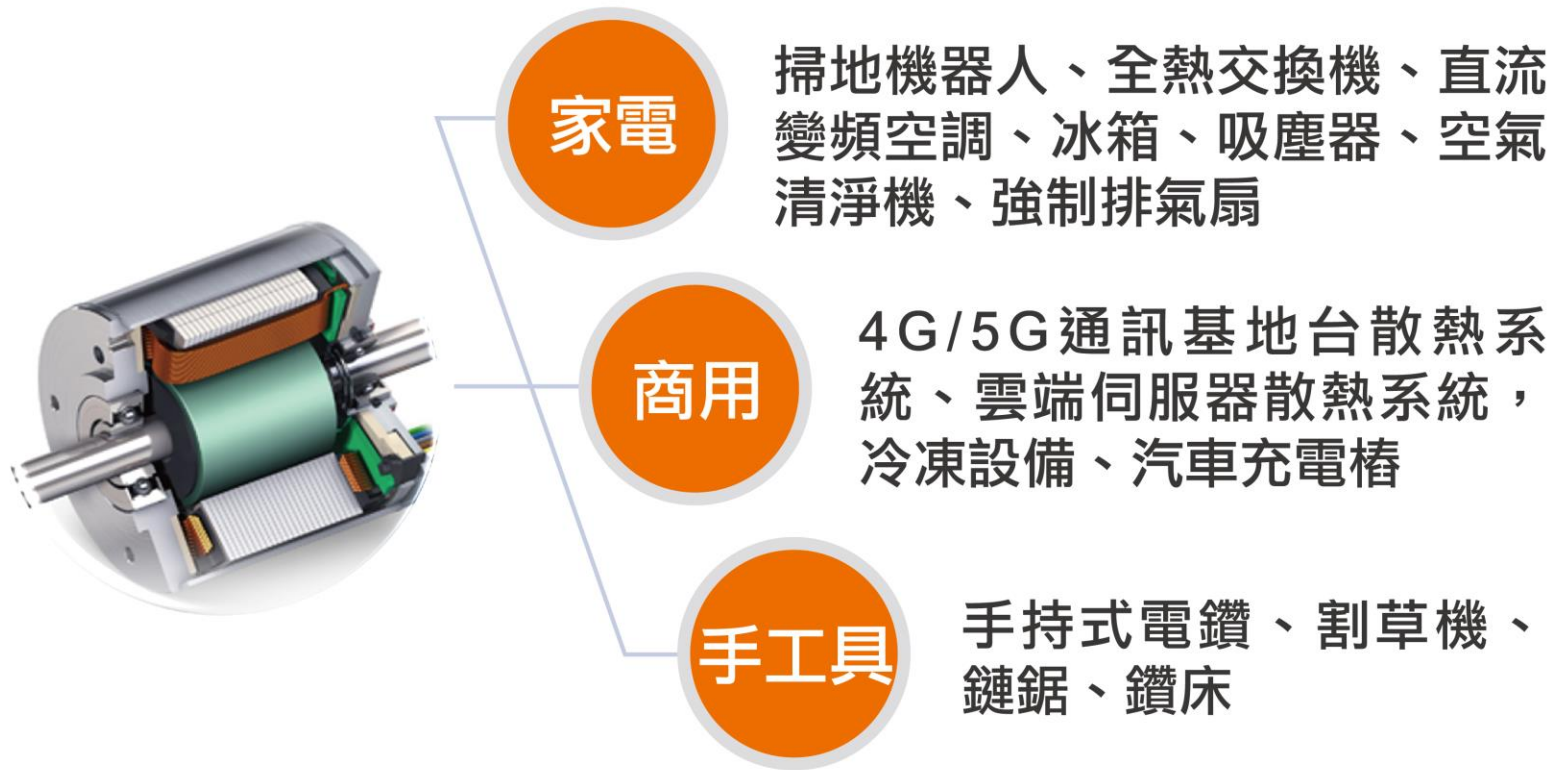 家電
掃地機器人、全熱交換機、直流
變頻空調、冰箱、吸塵器、空氣
清淨機、強制排氣扇
商用
4G/5G通訊基地台散熱系
統、雲端伺服器散熱系統，
冷凍設備、汽車充電樁
手工具
手持式電鑽、割草機、
鏈鋸、鑽床